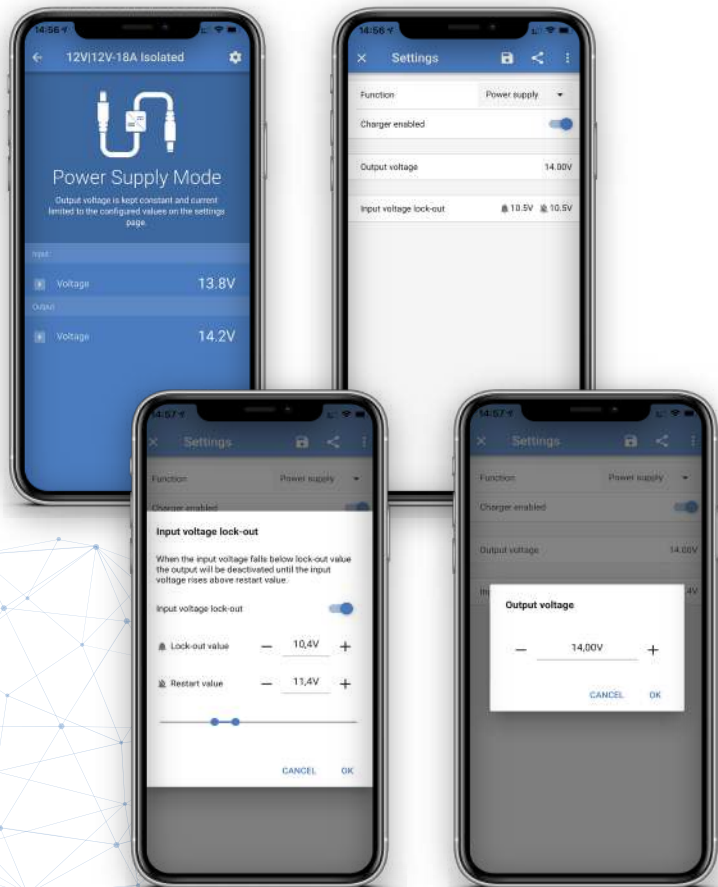 14:56
12V|12V-18A Isolated
Power Supply Mode
Output voltage is kept constant and current
limited to the configured values on the settings
page.
Input
Voltage 13.8V
Output
Voltage 14.2V
14:56
Settings
Function Power supply
Charger enabled
Output voltage 14.00V
Input voltage lock-out 10.5V 10.5V
14:57
Settings
Function Power supply
Charger enabled
Input voltage lock-out
When the input voltage falls below lock-out value
the output will be deactivated until the input
voltage rises above restart value.
Input voltage lock-out
Lock-out value — 10,4V +
Restart value — 11,4V +
CANCEL OK
14:57
Settings
Function Power supply
Charger enabled
Output voltage 14.00V
Output voltage
— 14,00V +
CANCEL OK